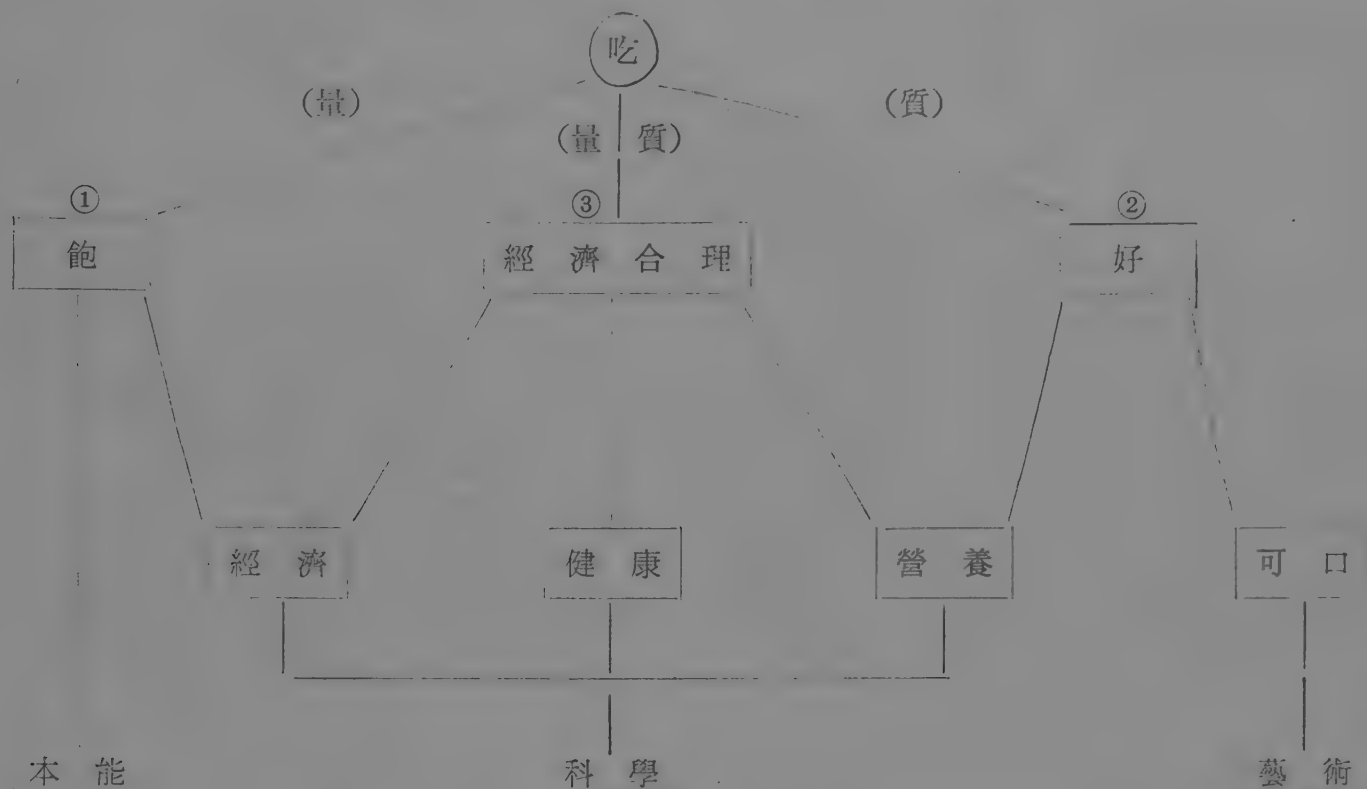 吃
(量) (質)
(量 質)
① ③ ②
飽 經濟合理 好
經濟 健康 營養 可口
本能 科學 藝術